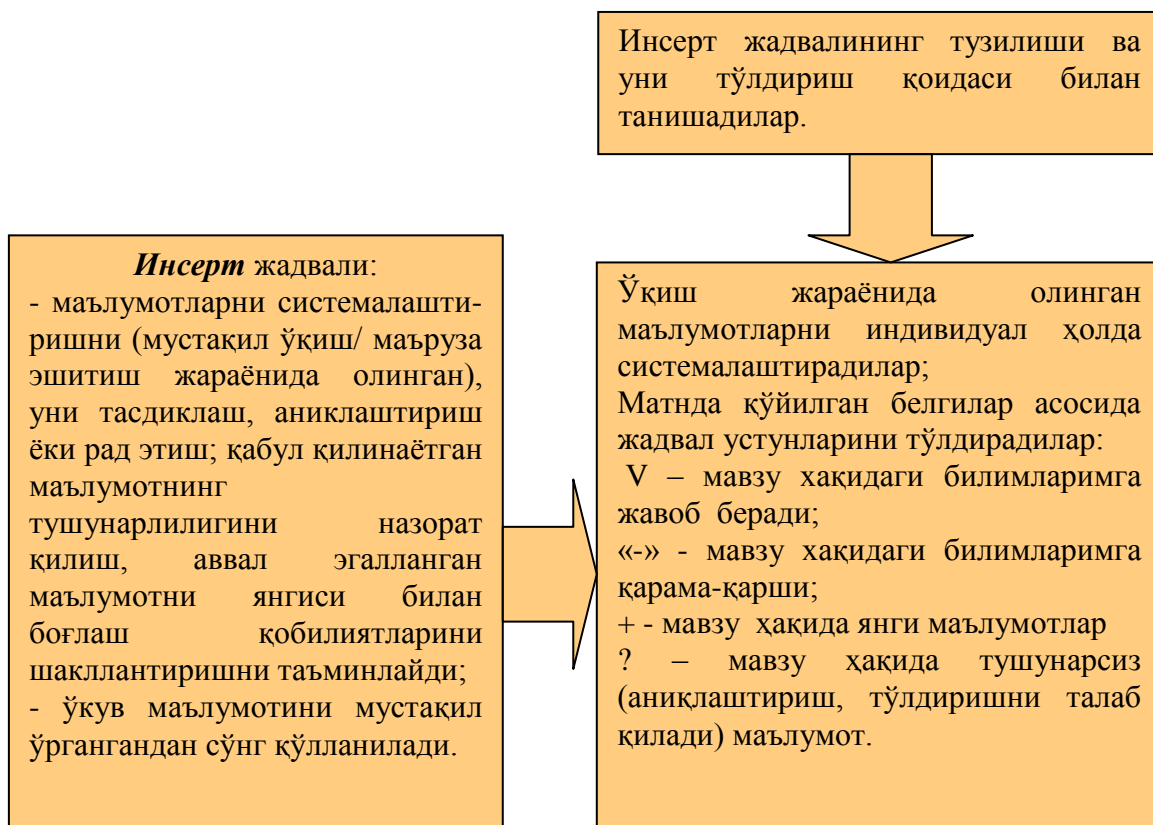 Инсерт жадвалининг тузилиши ва
уни тўлдириш қоидаси билан
танишадилар.
Инсерт жадвали:
- маълумотларни системалашти-
ришни (мустақил ўқиш/ маъруза
эшитиш жараёнида олинган),
уни тасдиклаш, аниклаштириш
ёки рад этиш; қабул қилинаётган
маълумотнинг
тушунарлилигини назорат
қилиш, аввал эгалланган
маълумотни янгиси билан
боғлаш қобилиятларини
шакллантиришни таъминлайди;
- ўкув маълумотини мустақил
ўргангандан сўнг қўлланилади.
Ўқиш жараёнида олинган
маълумотларни индивидуал ҳолда
системалаштирадилар;
Матнда қўйилган белгилар асосида
жадвал устунларини тўлдирадилар:
V – мавзу хақидаги билимларимга
жавоб беради;
«-» - мавзу хақидаги билимларимга
қарама-қарши;
+ - мавзу ҳақида янги маълумотлар
? – мавзу ҳақида тушунарсиз
(аниқлаштириш, тўлдиришни талаб
қилади) маълумот.